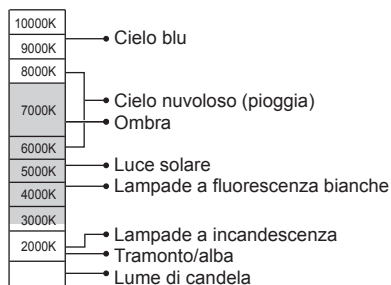 10000K
9000K
Cielo blu
8000K
7000K
Cielo nuvoloso (pioggia)
Ombra
6000K
5000K
Luce solare
4000K
Lampade a fluorescenza bianche
3000K
2000K
Lampade a incandescenza
Tramonto/alba
Lume di candela